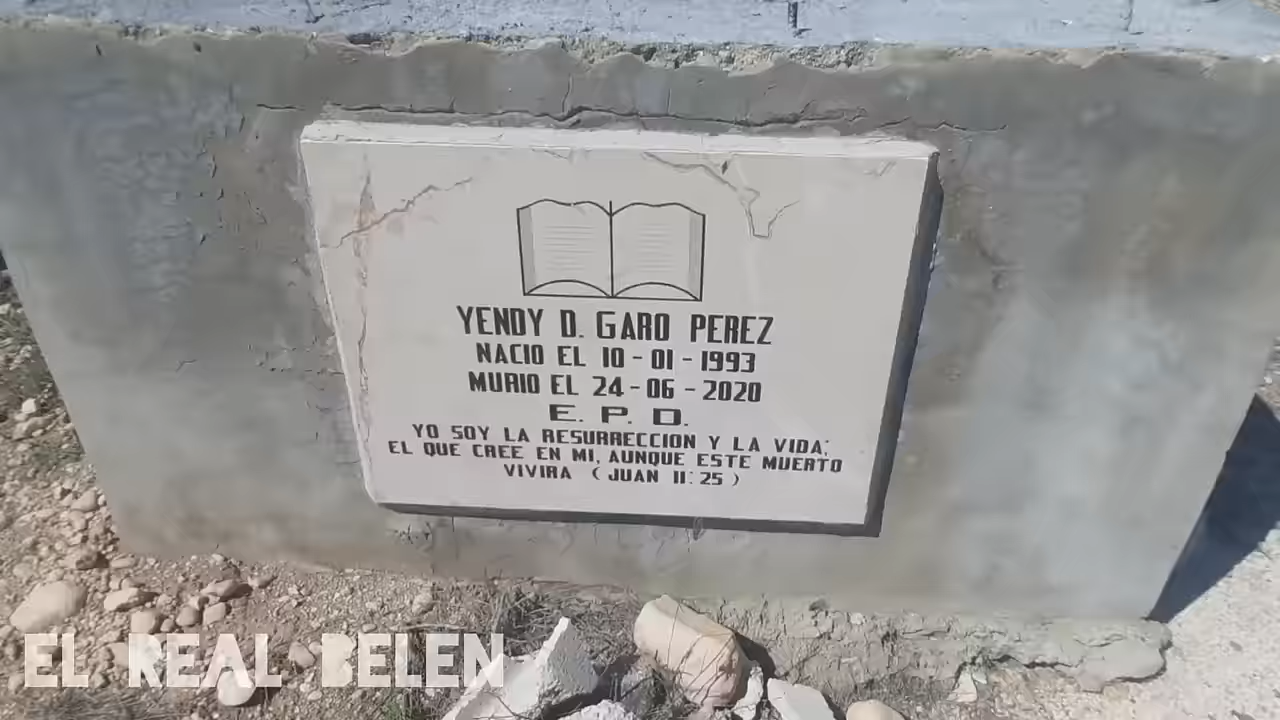 YENDY D. GARO PEREZ
NACIO EL 10-01-1993
MURIO EL 24-06-2020
E. P. D.
YO SOY LA RESURRECCION Y LA VIDA;
EL QUE CREE EN MI, AUNQUE ESTE MUERTO
VIVIRA (JUAN 11:25)
EL REAL BELEN